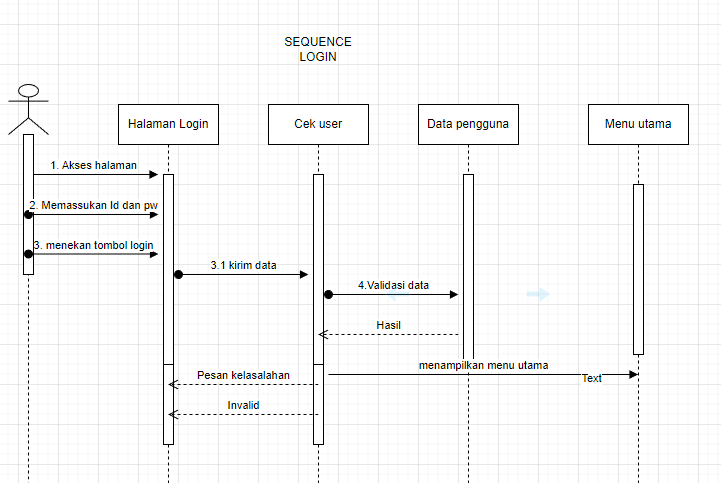 SEQUENCE
LOGIN
Halaman Login
Cek user
Data pengguna
Menu utama
1. Akses halaman
2. Memassukan Id dan pw
3. menekan tombol login
3.1 kirim data
4.Validasi data
Hasil
menampilkan menu utama
Pesan kelasalahan
Text
Invalid